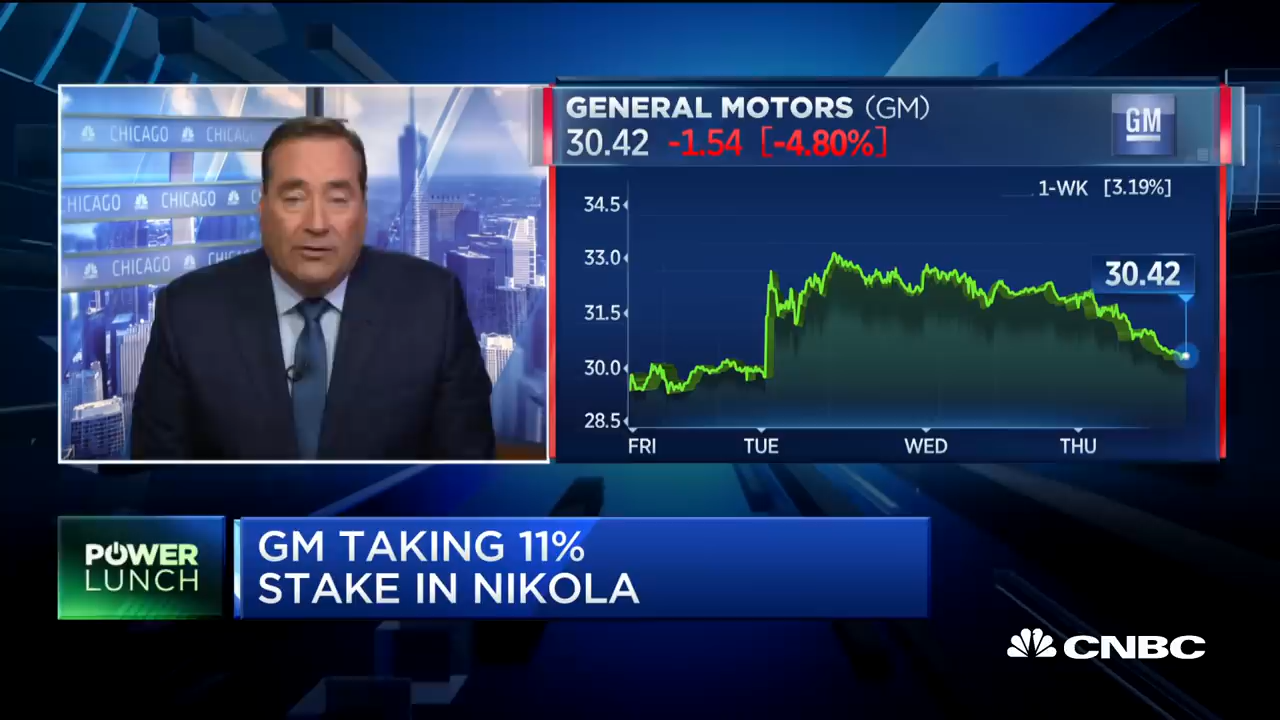 CHICAGO CHICAG
CHICAGO CHICAGO
CHICAGO
GENERAL MOTORS (GM)
30.42 -1.54 [-4.80%]
GM
1-WK [3.19%]
34.5
33.0
31.5
30.0
28.5
30.42
FRI TUE WED THU
POWER
LUNCH
GM TAKING 11%
STAKE IN NIKOLA
CNBC